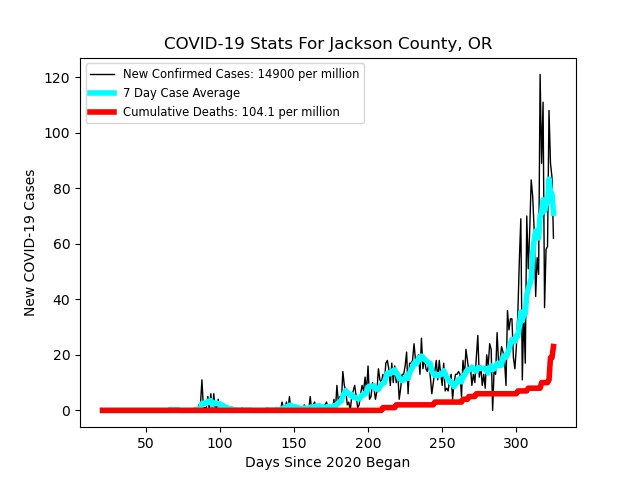 COVID-19 Stats For Jackson County, OR
New Confirmed Cases: 14900 per million
7 Day Case Average
Cumulative Deaths: 104.1 per million
New COVID-19 Cases
120
100
80
60
40
20
0
50 100 150 200 250 300
Days Since 2020 Began